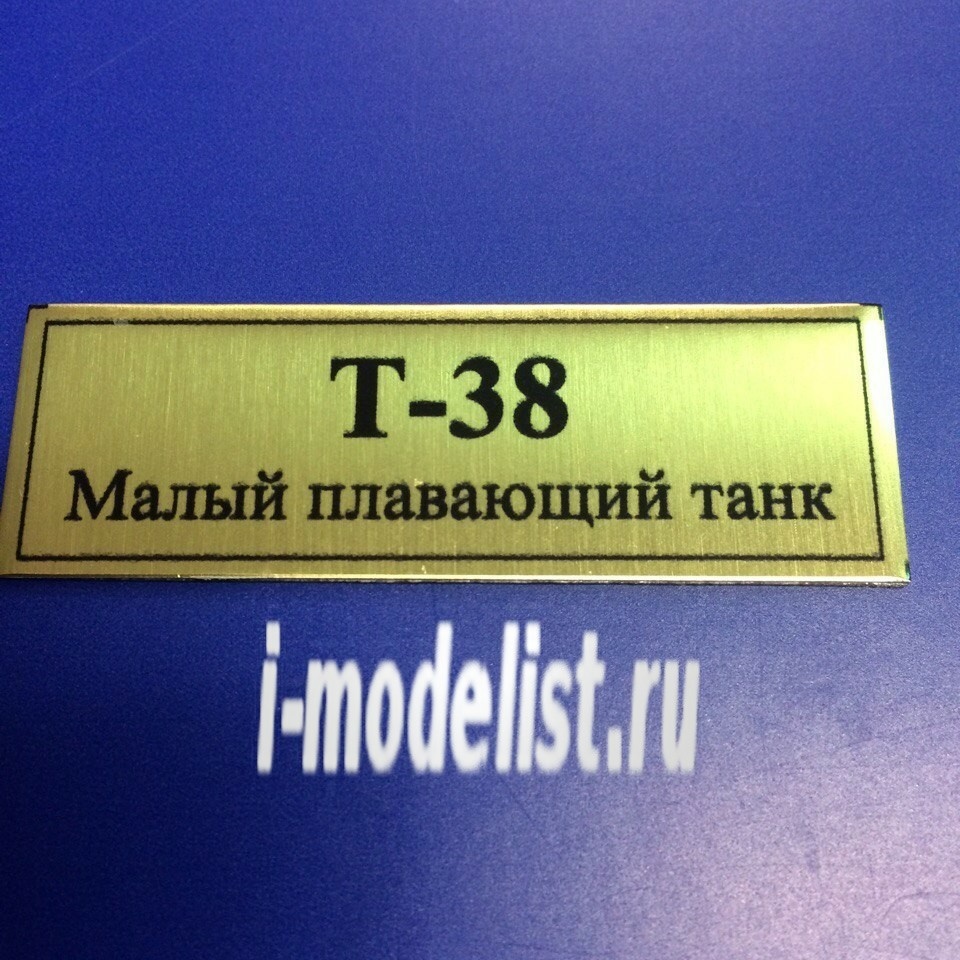 Т-38
Малый плавающий танк
i-modelist.ru